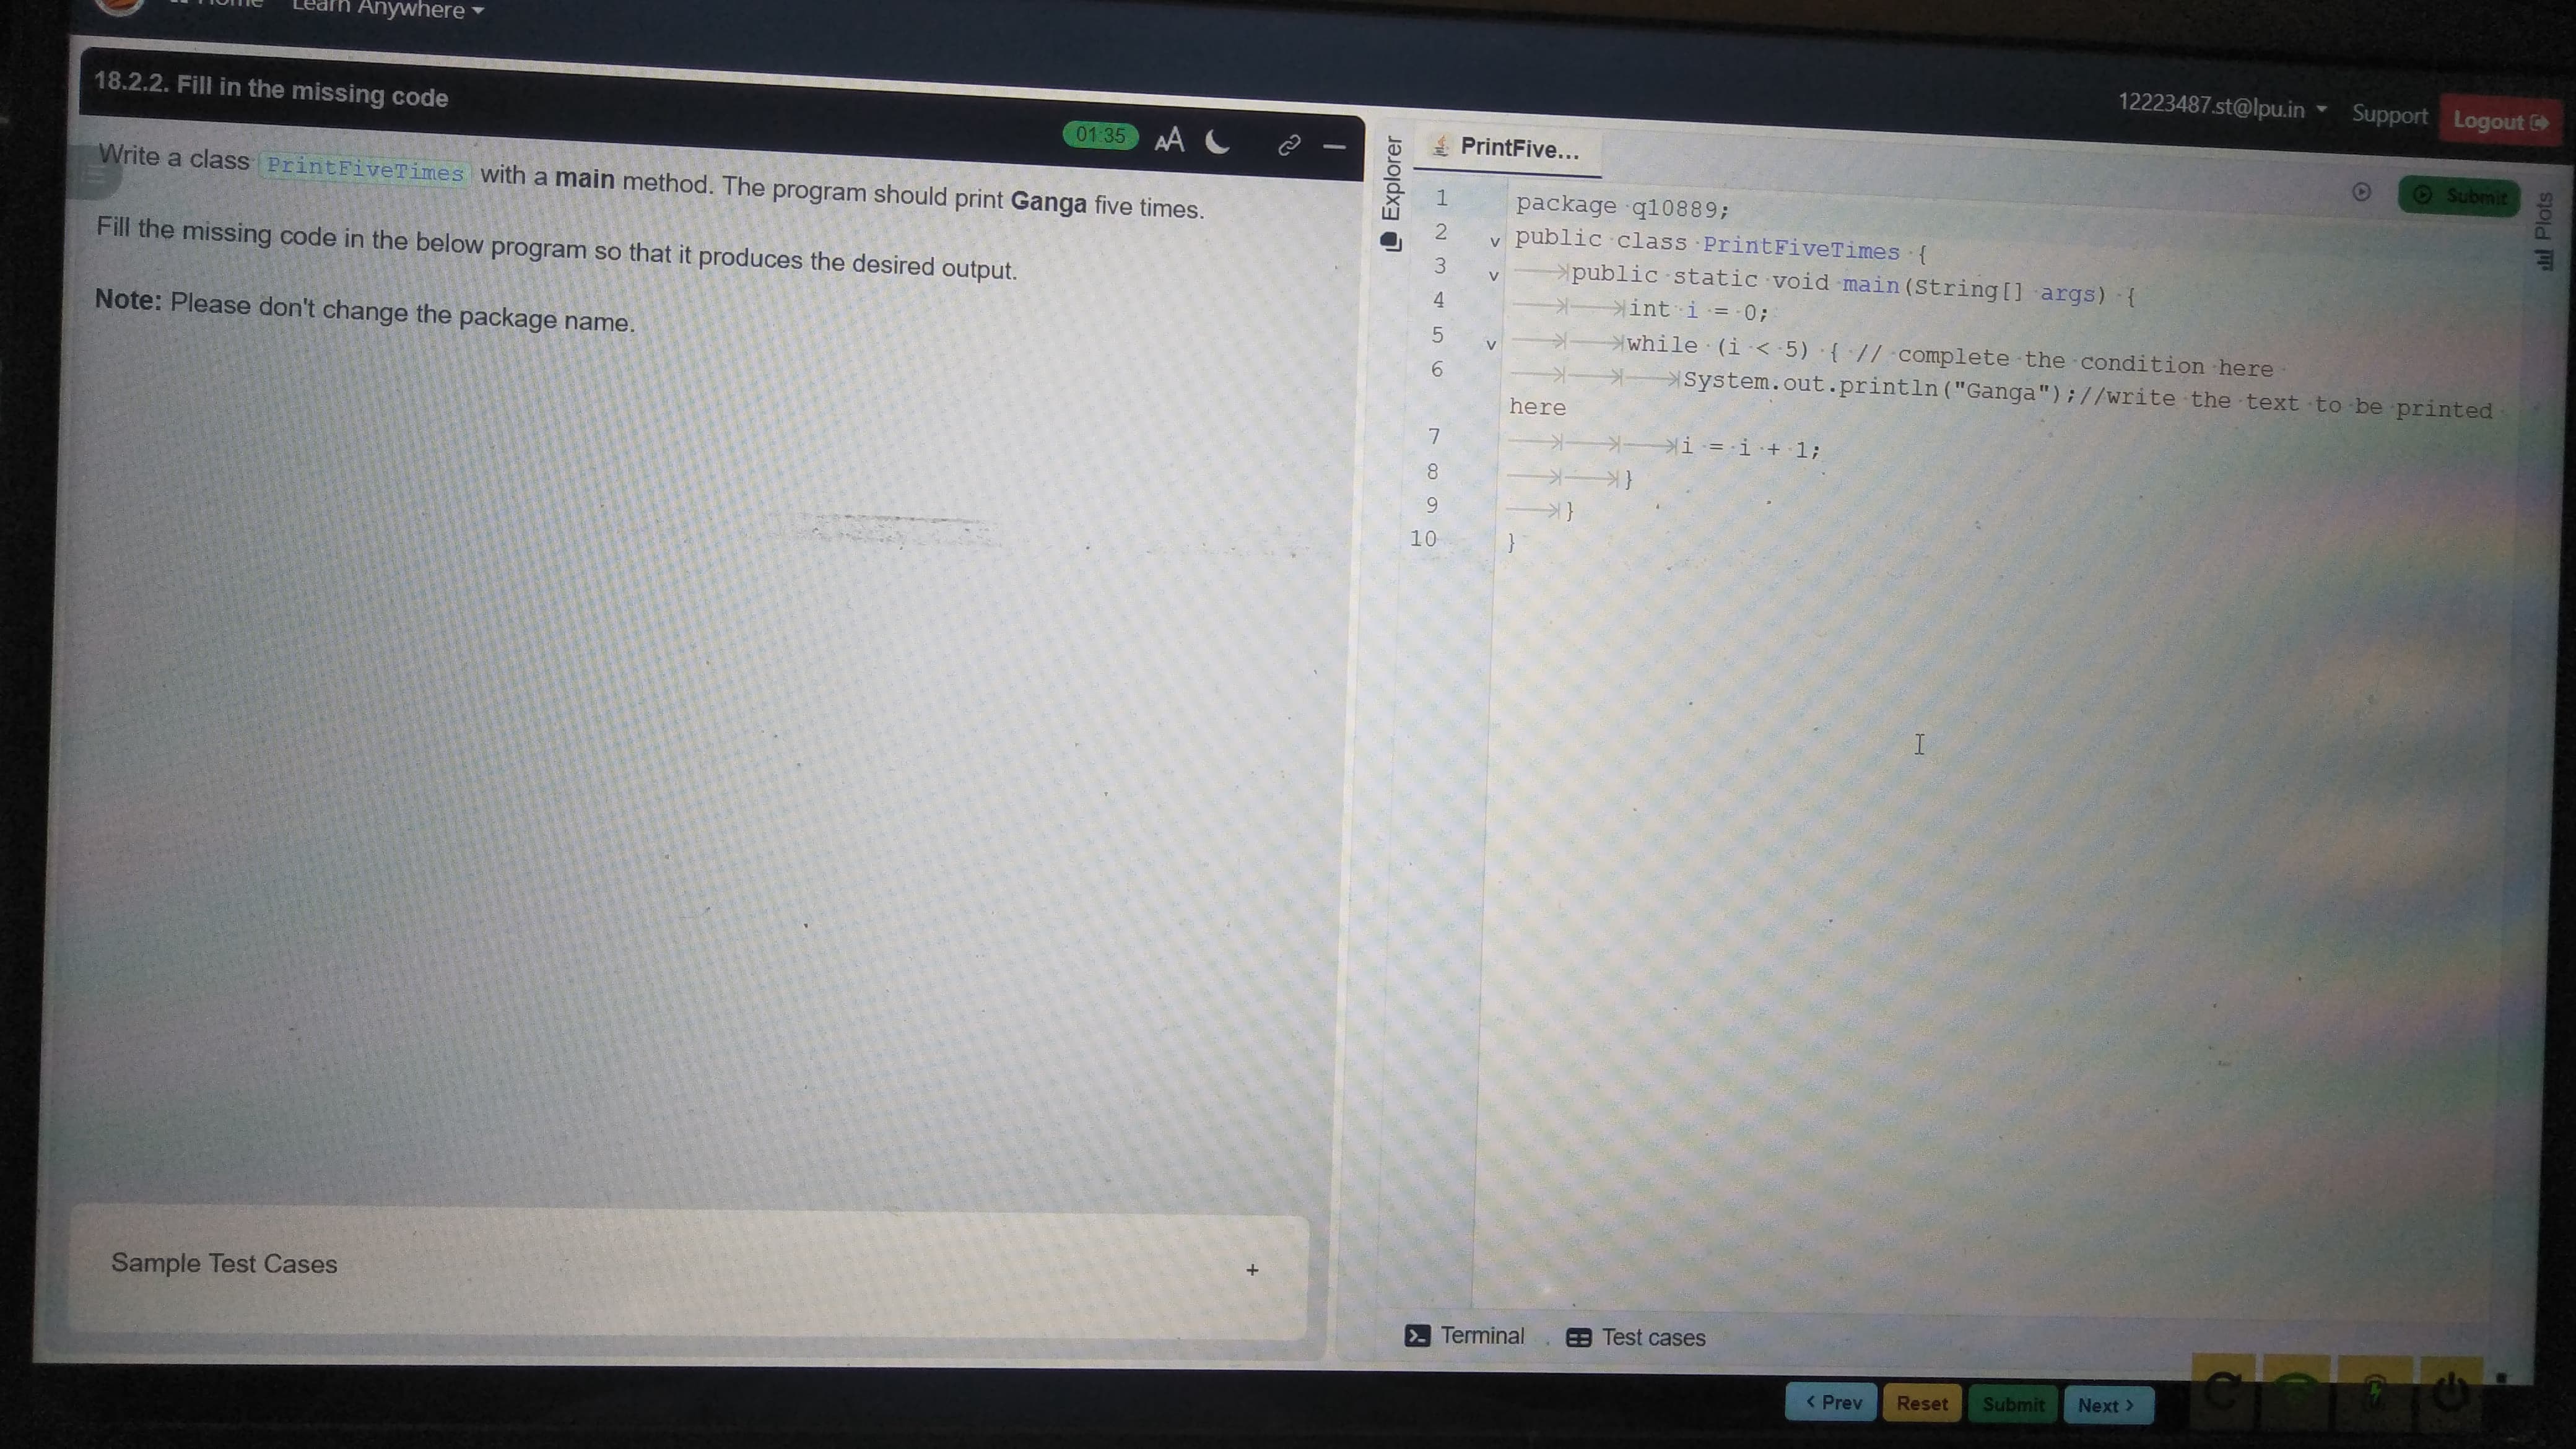 Home Learn Anywhere
12223487.st@lpu.in Support Logout
18.2.2. Fill in the missing code
01:35 AA
Write a class PrintFiveTimes with a main method. The program should print Ganga five times.
Fill the missing code in the below program so that it produces the desired output.
Note: Please don't change the package name.
Sample Test Cases +
Explorer
PrintFive...
Submit
Plots
1 package q10889;
2 public class PrintFiveTimes {
3 public static void main(String[] args) {
4 int i = 0;
5 while (i < 5) { // complete the condition here
6 System.out.println("Ganga");//write the text to be printed
here
7 i = i + 1;
8 }
9 }
10 }
Terminal Test cases
< Prev Reset Submit Next >